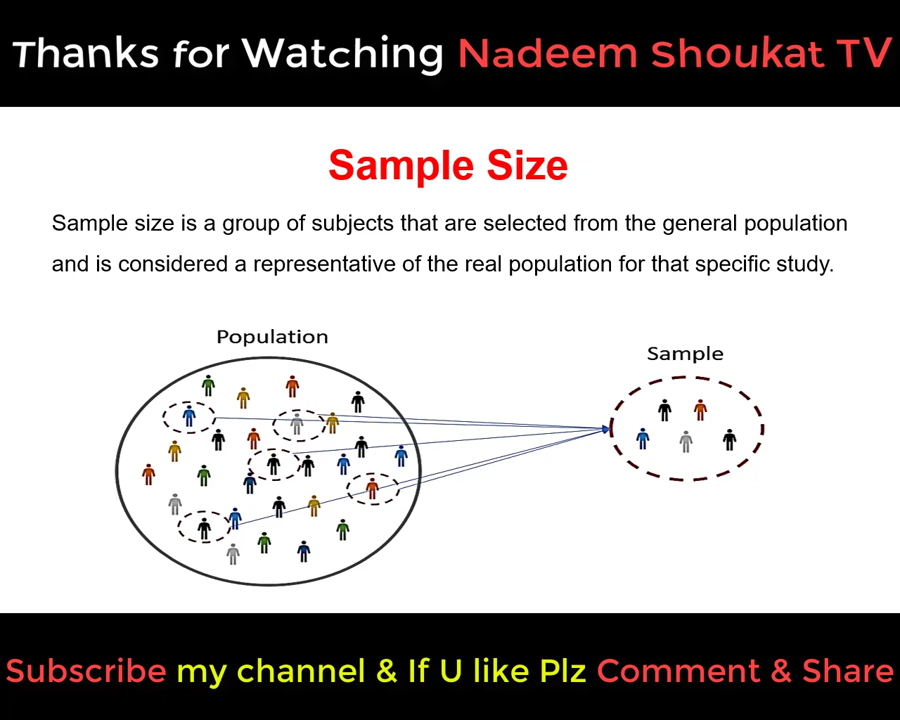 Thanks for Watching Nadeem Shoukat TV
Sample Size
Sample size is a group of subjects that are selected from the general population
and is considered a representative of the real population for that specific study.
Population
Sample
Subscribe my channel & If U like Plz Comment & Share